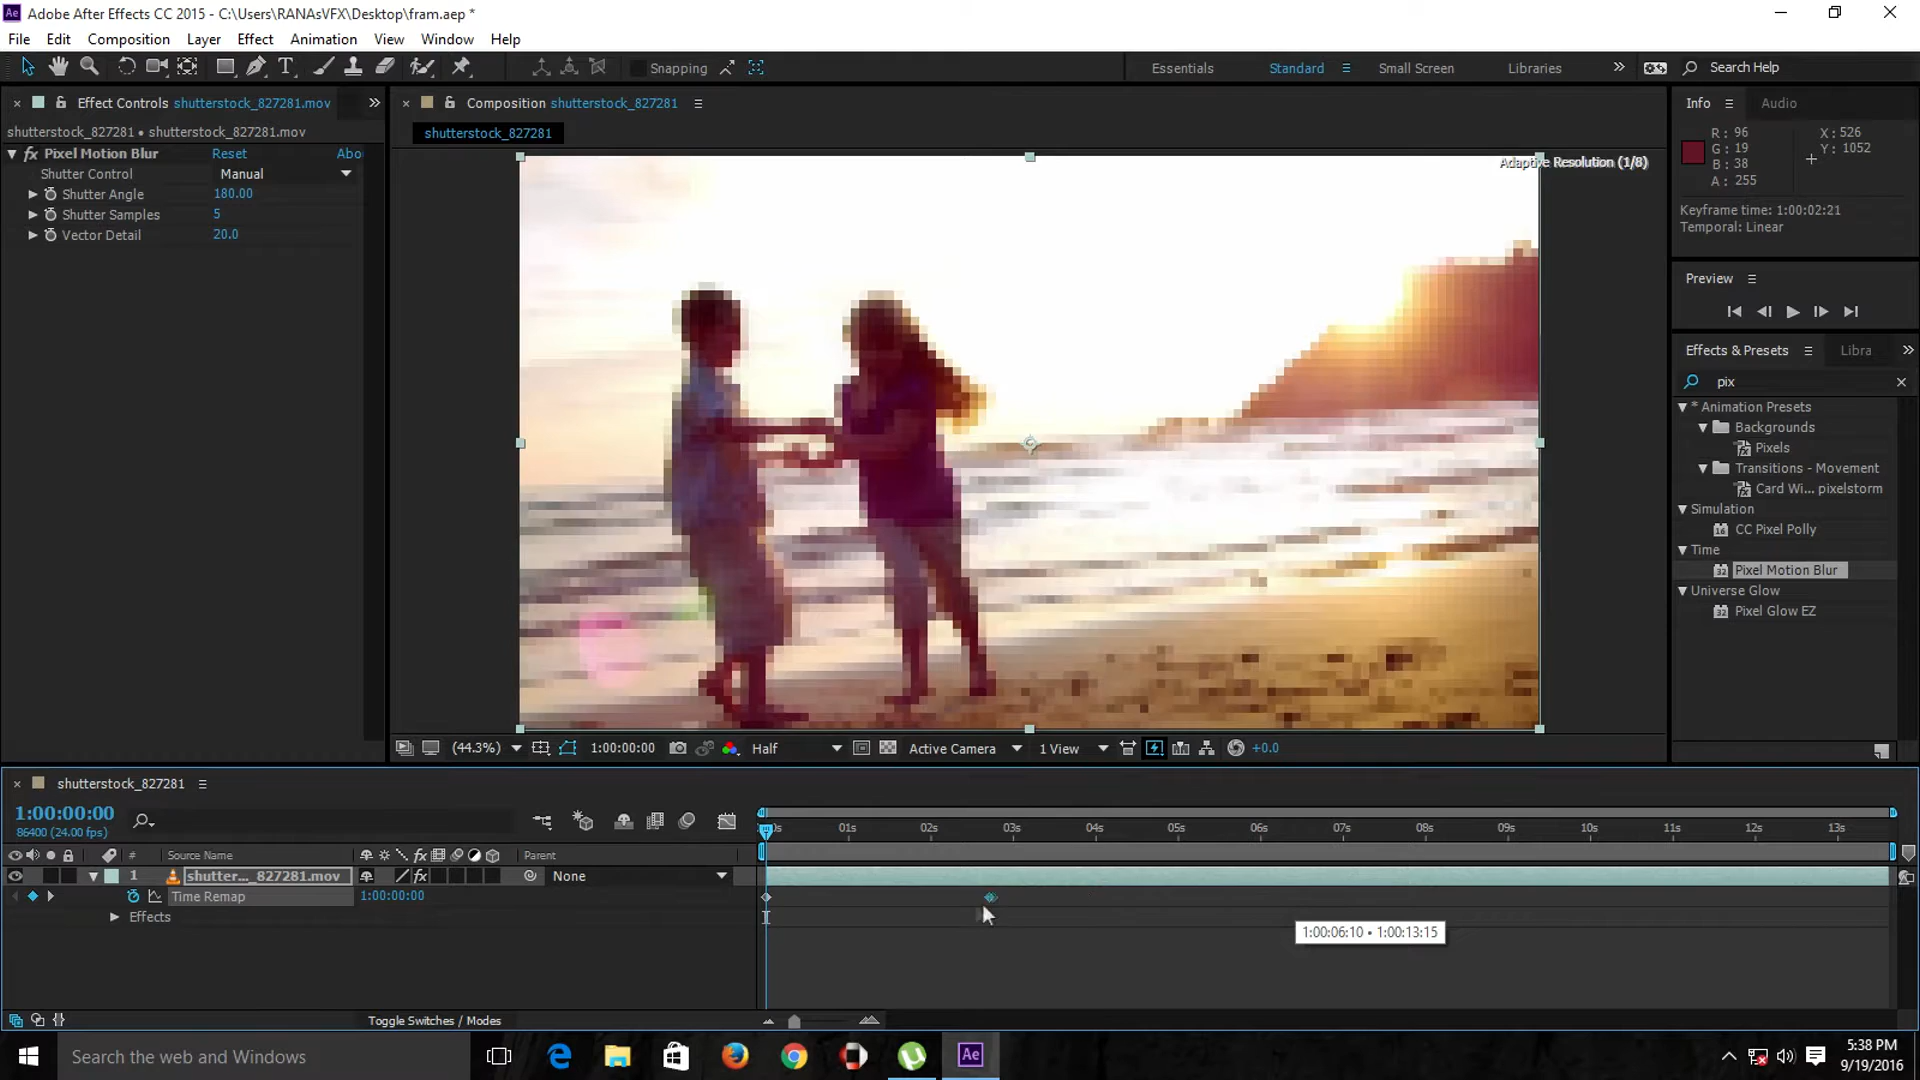 Adobe After Effects CC 2015 - C:\Users\RANAsVFX\Desktop\fram.aep *
File Edit Composition Layer Effect Animation View Window Help
Snapping
Essentials Standard Small Screen Libraries Search Help
Effect Controls shutterstock_827281.mov
shutterstock_827281 • shutterstock_827281.mov
fx Pixel Motion Blur Reset Abo
Shutter Control Manual
Shutter Angle 180.00
Shutter Samples 5
Vector Detail 20.0
Composition shutterstock_827281
shutterstock_827281
Adaptive Resolution (1/8)
(44.3%) 1:00:00:00 Half Active Camera 1 View +0.0
Info Audio
R: 96 X: 526
G: 19 Y: 1052
B: 38
A: 255
Keyframe time: 1:00:02:21
Temporal: Linear
Preview
Effects & Presets Libra
pix
* Animation Presets
Backgrounds
Pixels
Transitions - Movement
Card Wi... pixelstorm
Simulation
CC Pixel Polly
Time
Pixel Motion Blur
Universe Glow
Pixel Glow EZ
shutterstock_827281
1:00:00:00
86400 (24.00 fps)
0s 01s 02s 03s 04s 05s 06s 07s 08s 09s 10s 11s 12s 13s
# Source Name fx Parent
1 shutter..._827281.mov fx None
Time Remap 1:00:00:00
Effects
1:00:06:10 • 1:00:13:15
Toggle Switches / Modes
Search the web and Windows
Ae
5:38 PM
9/19/2016